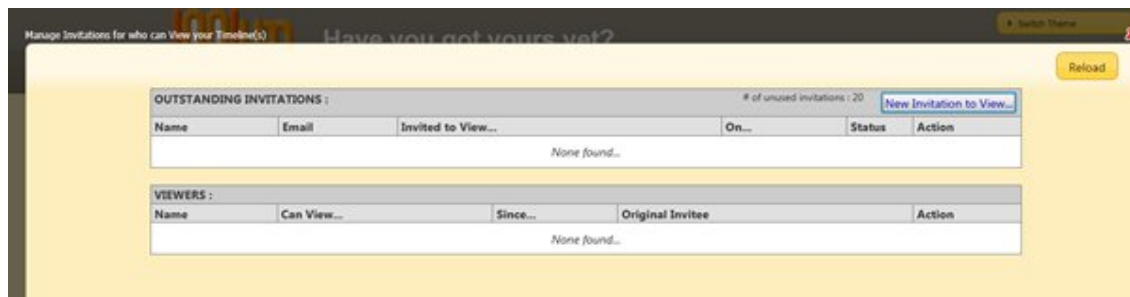 Switch Theme
Manage Invitations for who can View your Timeline(s)
Have you got yours yet?
Reload
OUTSTANDING INVITATIONS :
# of unused invitations : 20
New Invitation to View...
Name Email Invited to View... On... Status Action
None found...
VIEWERS :
Name Can View... Since... Original Invitee Action
None found...